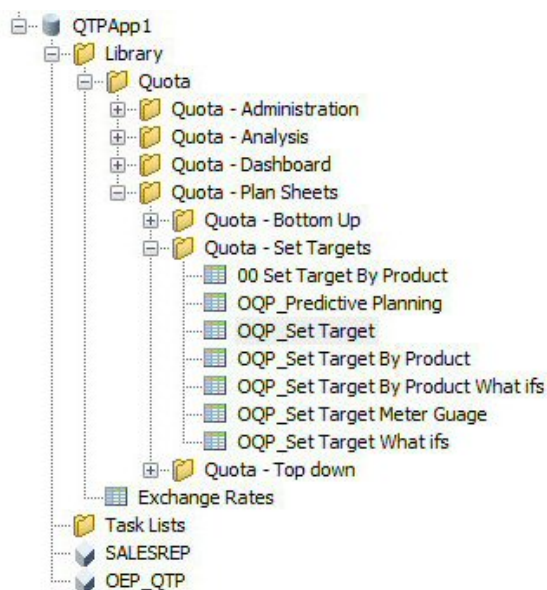 QTPApp1
Library
Quota
Quota - Administration
Quota - Analysis
Quota - Dashboard
Quota - Plan Sheets
Quota - Bottom Up
Quota - Set Targets
00 Set Target By Product
OQP_Predictive Planning
OQP_Set Target
OQP_Set Target By Product
OQP_Set Target By Product What ifs
OQP_Set Target Meter Guage
OQP_Set Target What ifs
Quota - Top down
Exchange Rates
Task Lists
SALESREP
OEP_QTP